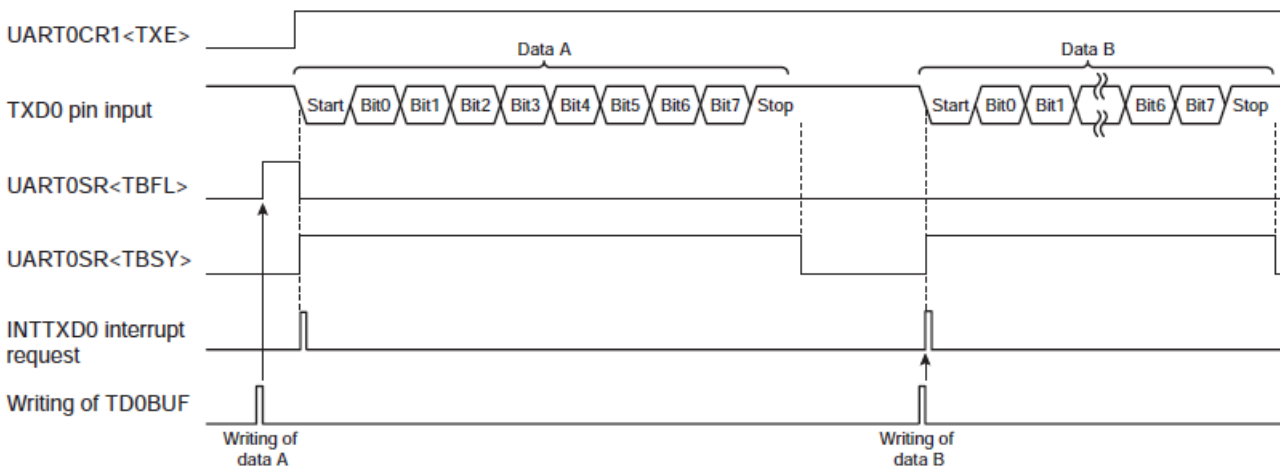 UART0CR1<TXE>
Data A
Data B
TXD0 pin input
Start Bit0 Bit1 Bit2 Bit3 Bit4 Bit5 Bit6 Bit7 Stop
Start Bit0 Bit1 Bit6 Bit7 Stop
UART0SR<TBFL>
UART0SR<TBSY>
INTTXD0 interrupt
request
Writing of TD0BUF
Writing of
data A
Writing of
data B